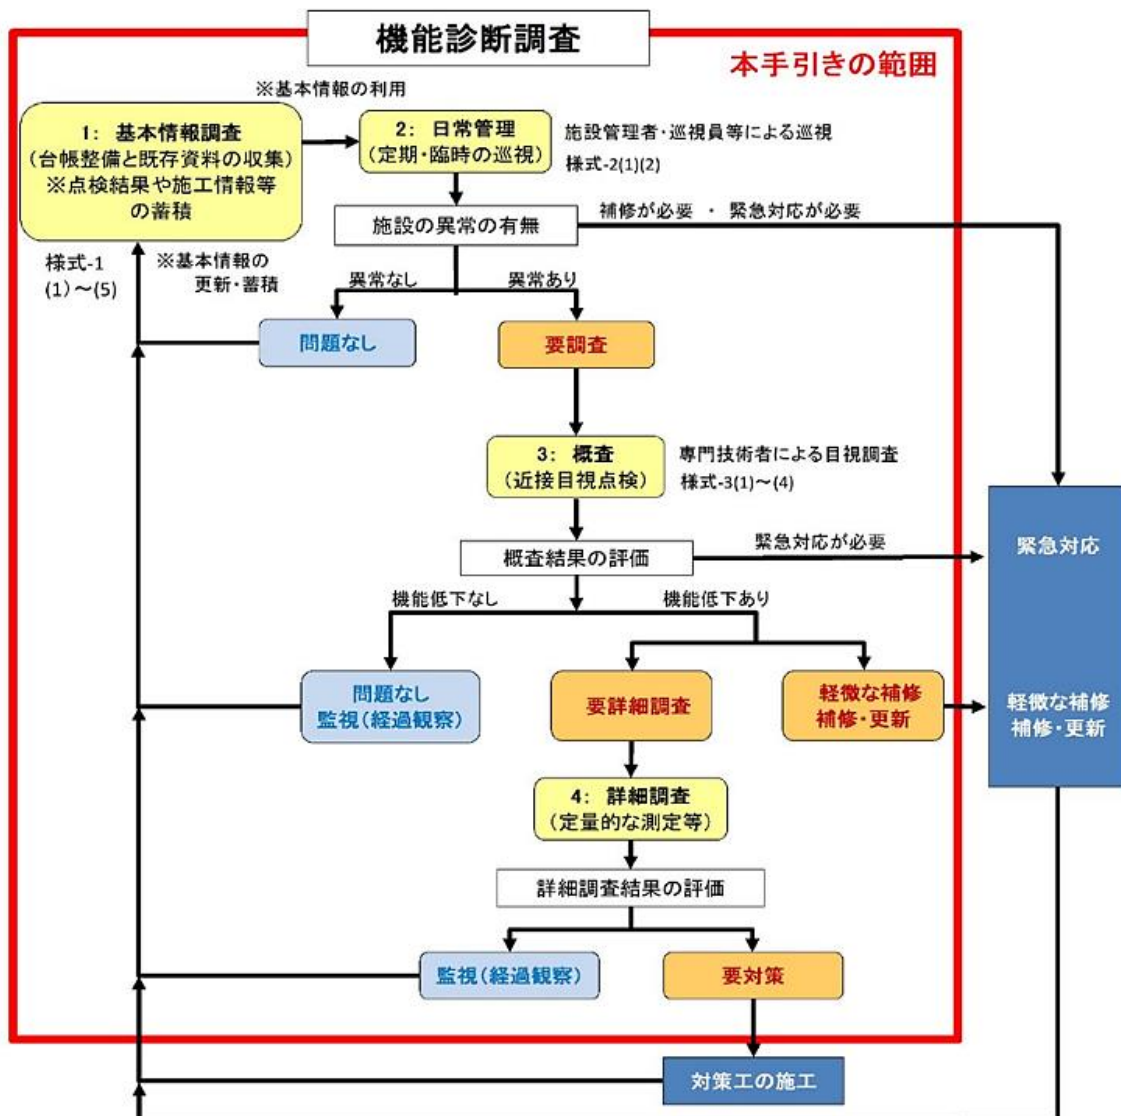 機能診断調査
本手引きの範囲
※基本情報の利用
1: 基本情報調査
(台帳整備と既存資料の収集)
※点検結果や施工情報等
の蓄積
2: 日常管理
(定期・臨時の巡視)
施設管理者・巡視員等による巡視
様式-2(1)(2)
施設の異常の有無
補修が必要 ・ 緊急対応が必要
様式-1
(1)～(5)
※基本情報の
更新・蓄積
異常なし
異常あり
問題なし
要調査
3: 概査
(近接目視点検)
専門技術者による目視調査
様式-3(1)～(4)
概査結果の評価
緊急対応が必要
緊急対応
機能低下なし
機能低下あり
問題なし
監視(経過観察)
要詳細調査
軽微な補修
補修・更新
軽微な補修
補修・更新
4: 詳細調査
(定量的な測定等)
詳細調査結果の評価
監視(経過観察)
要対策
対策工の施工